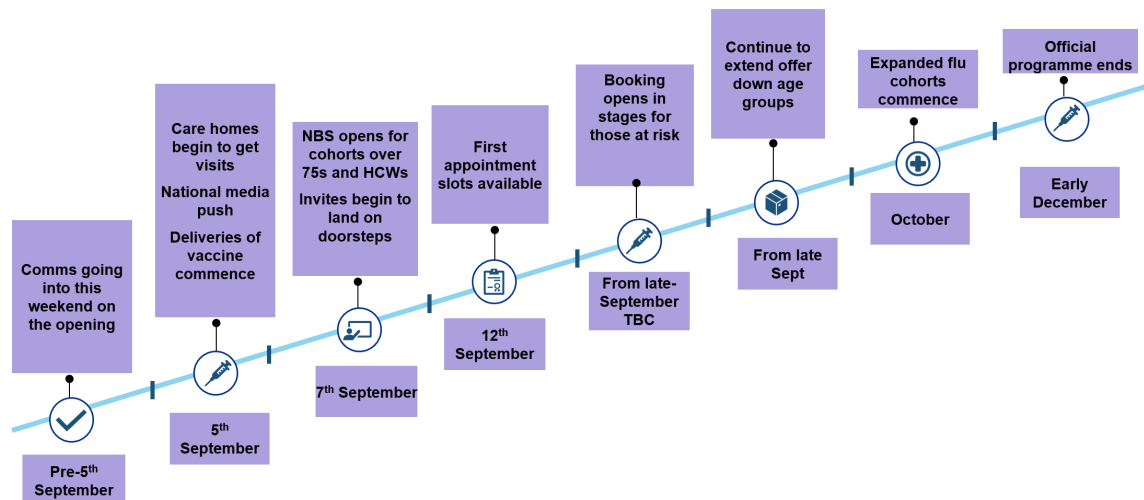 Comms going
into this
weekend on
the opening
Pre-5th
September
Care homes
begin to get
visits
National media
push
Deliveries of
vaccine
commence
5th
September
NBS opens for
cohorts over
75s and HCWs
Invites begin to
land on
doorsteps
7th September
First
appointment
slots available
12th
September
Booking
opens in
stages for
those at risk
From late-
September
TBC
Continue to
extend offer
down age
groups
From late
Sept
Expanded flu
cohorts
commence
October
Official
programme ends
Early
December